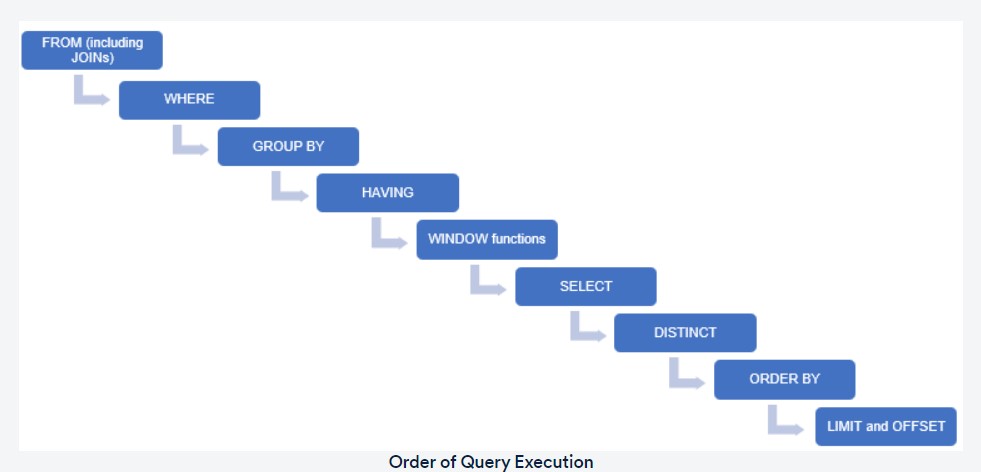 FROM (including
JOINs)
WHERE
GROUP BY
HAVING
WINDOW functions
SELECT
DISTINCT
ORDER BY
LIMIT and OFFSET
Order of Query Execution